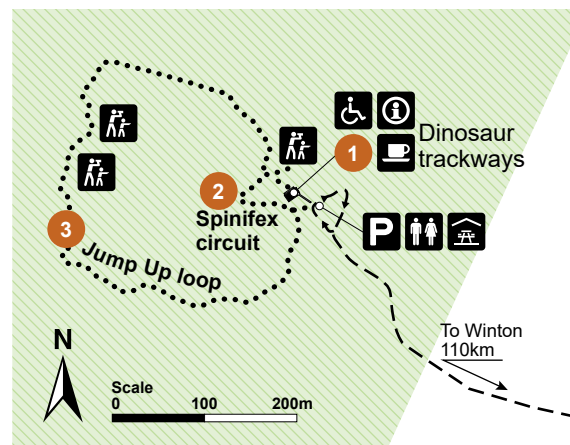 1
Dinosaur
trackways
2
Spinifex
circuit
P
3
Jump Up loop
To Winton
110km
N
Scale
0 100 200m